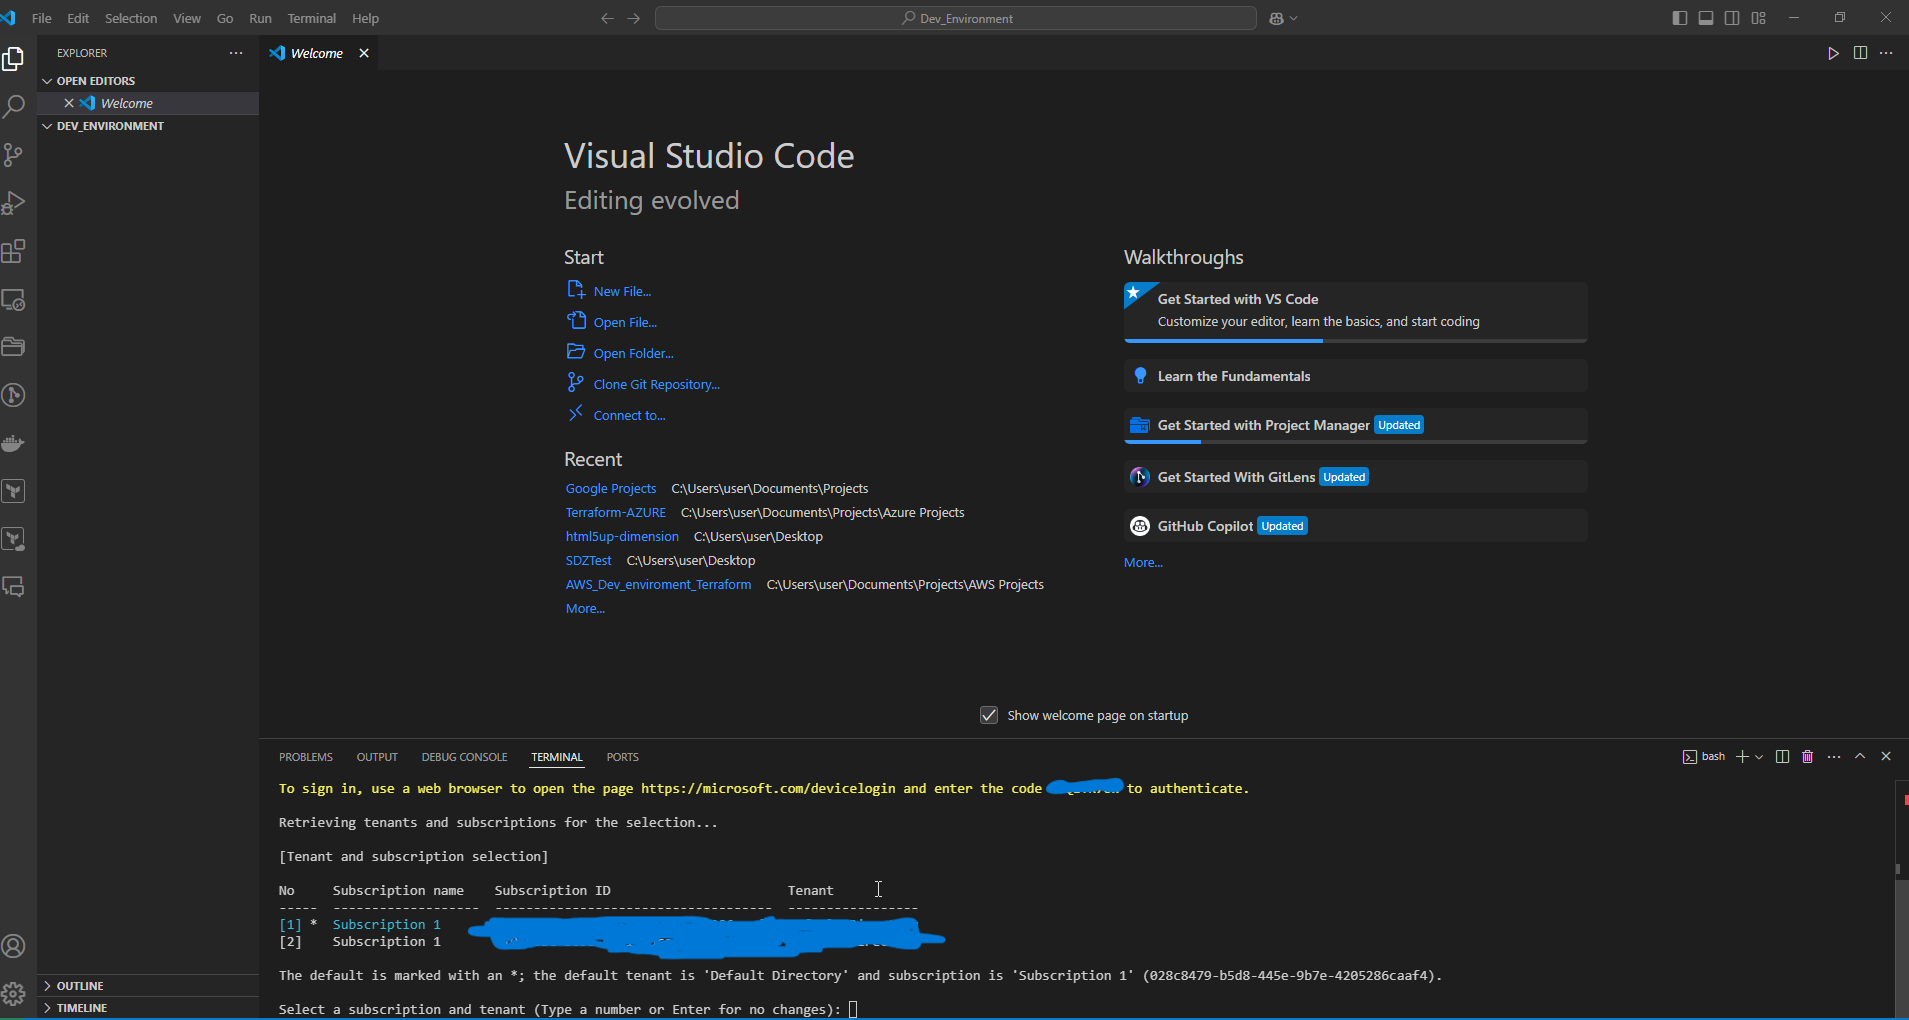 File Edit Selection View Go Run Terminal Help
Dev_Environment
EXPLORER
OPEN EDITORS
Welcome
DEV_ENVIRONMENT
OUTLINE
TIMELINE
Welcome
Visual Studio Code
Editing evolved
Start
New File...
Open File...
Open Folder...
Clone Git Repository...
Connect to...
Recent
Google Projects C:\Users\user\Documents\Projects
Terraform-AZURE C:\Users\user\Documents\Projects\Azure Projects
html5up-dimension C:\Users\user\Desktop
SDZTest C:\Users\user\Desktop
AWS_Dev_enviroment_Terraform C:\Users\user\Documents\Projects\AWS Projects
More...
Walkthroughs
Get Started with VS Code
Customize your editor, learn the basics, and start coding
Learn the Fundamentals
Get Started with Project Manager Updated
Get Started With GitLens Updated
GitHub Copilot Updated
More...
Show welcome page on startup
PROBLEMS OUTPUT DEBUG CONSOLE TERMINAL PORTS
bash
To sign in, use a web browser to open the page https://microsoft.com/devicelogin and enter the code to authenticate.
Retrieving tenants and subscriptions for the selection...
[Tenant and subscription selection]
No Subscription name Subscription ID Tenant
----- ------------------- ------------------------------------ -----------------
[1] * Subscription 1
[2] Subscription 1
The default is marked with an *; the default tenant is 'Default Directory' and subscription is 'Subscription 1' (028c8479-b5d8-445e-9b7e-4205286caaf4).
Select a subscription and tenant (Type a number or Enter for no changes):